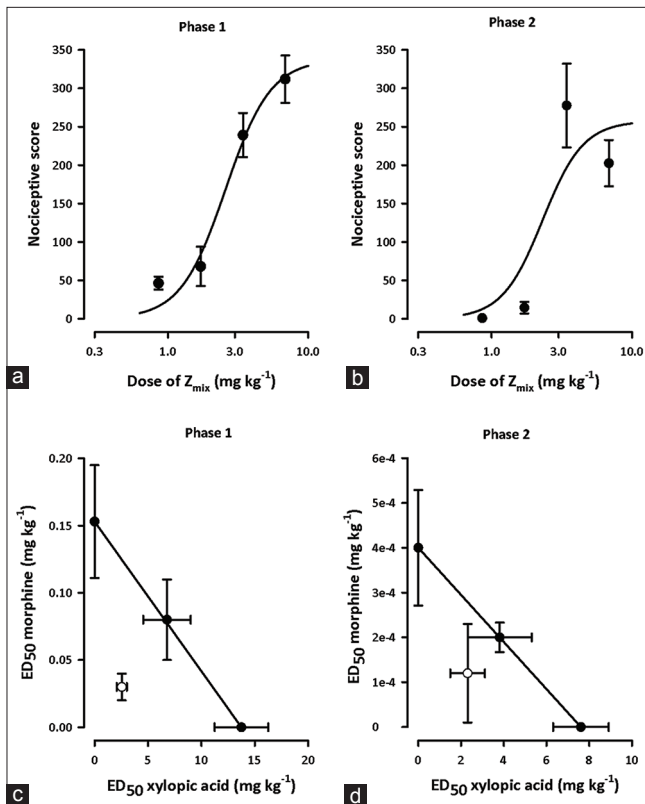 Phase 1
Nociceptive score
350
300
250
200
150
100
50
0
0.3 1.0 3.0 10.0
Dose of Zmix (mg kg-1)
a
Phase 2
Nociceptive score
350
300
250
200
150
100
50
0
0.3 1.0 3.0 10.0
Dose of Zmix (mg kg-1)
b
Phase 1
ED50 morphine (mg kg-1)
0.20
0.15
0.10
0.05
0.00
0 5 10 15 20
ED50 xylopic acid (mg kg-1)
c
Phase 2
ED50 morphine (mg kg-1)
6e-4
5e-4
4e-4
3e-4
2e-4
1e-4
0
0 2 4 6 8 10
ED50 xylopic acid (mg kg-1)
d